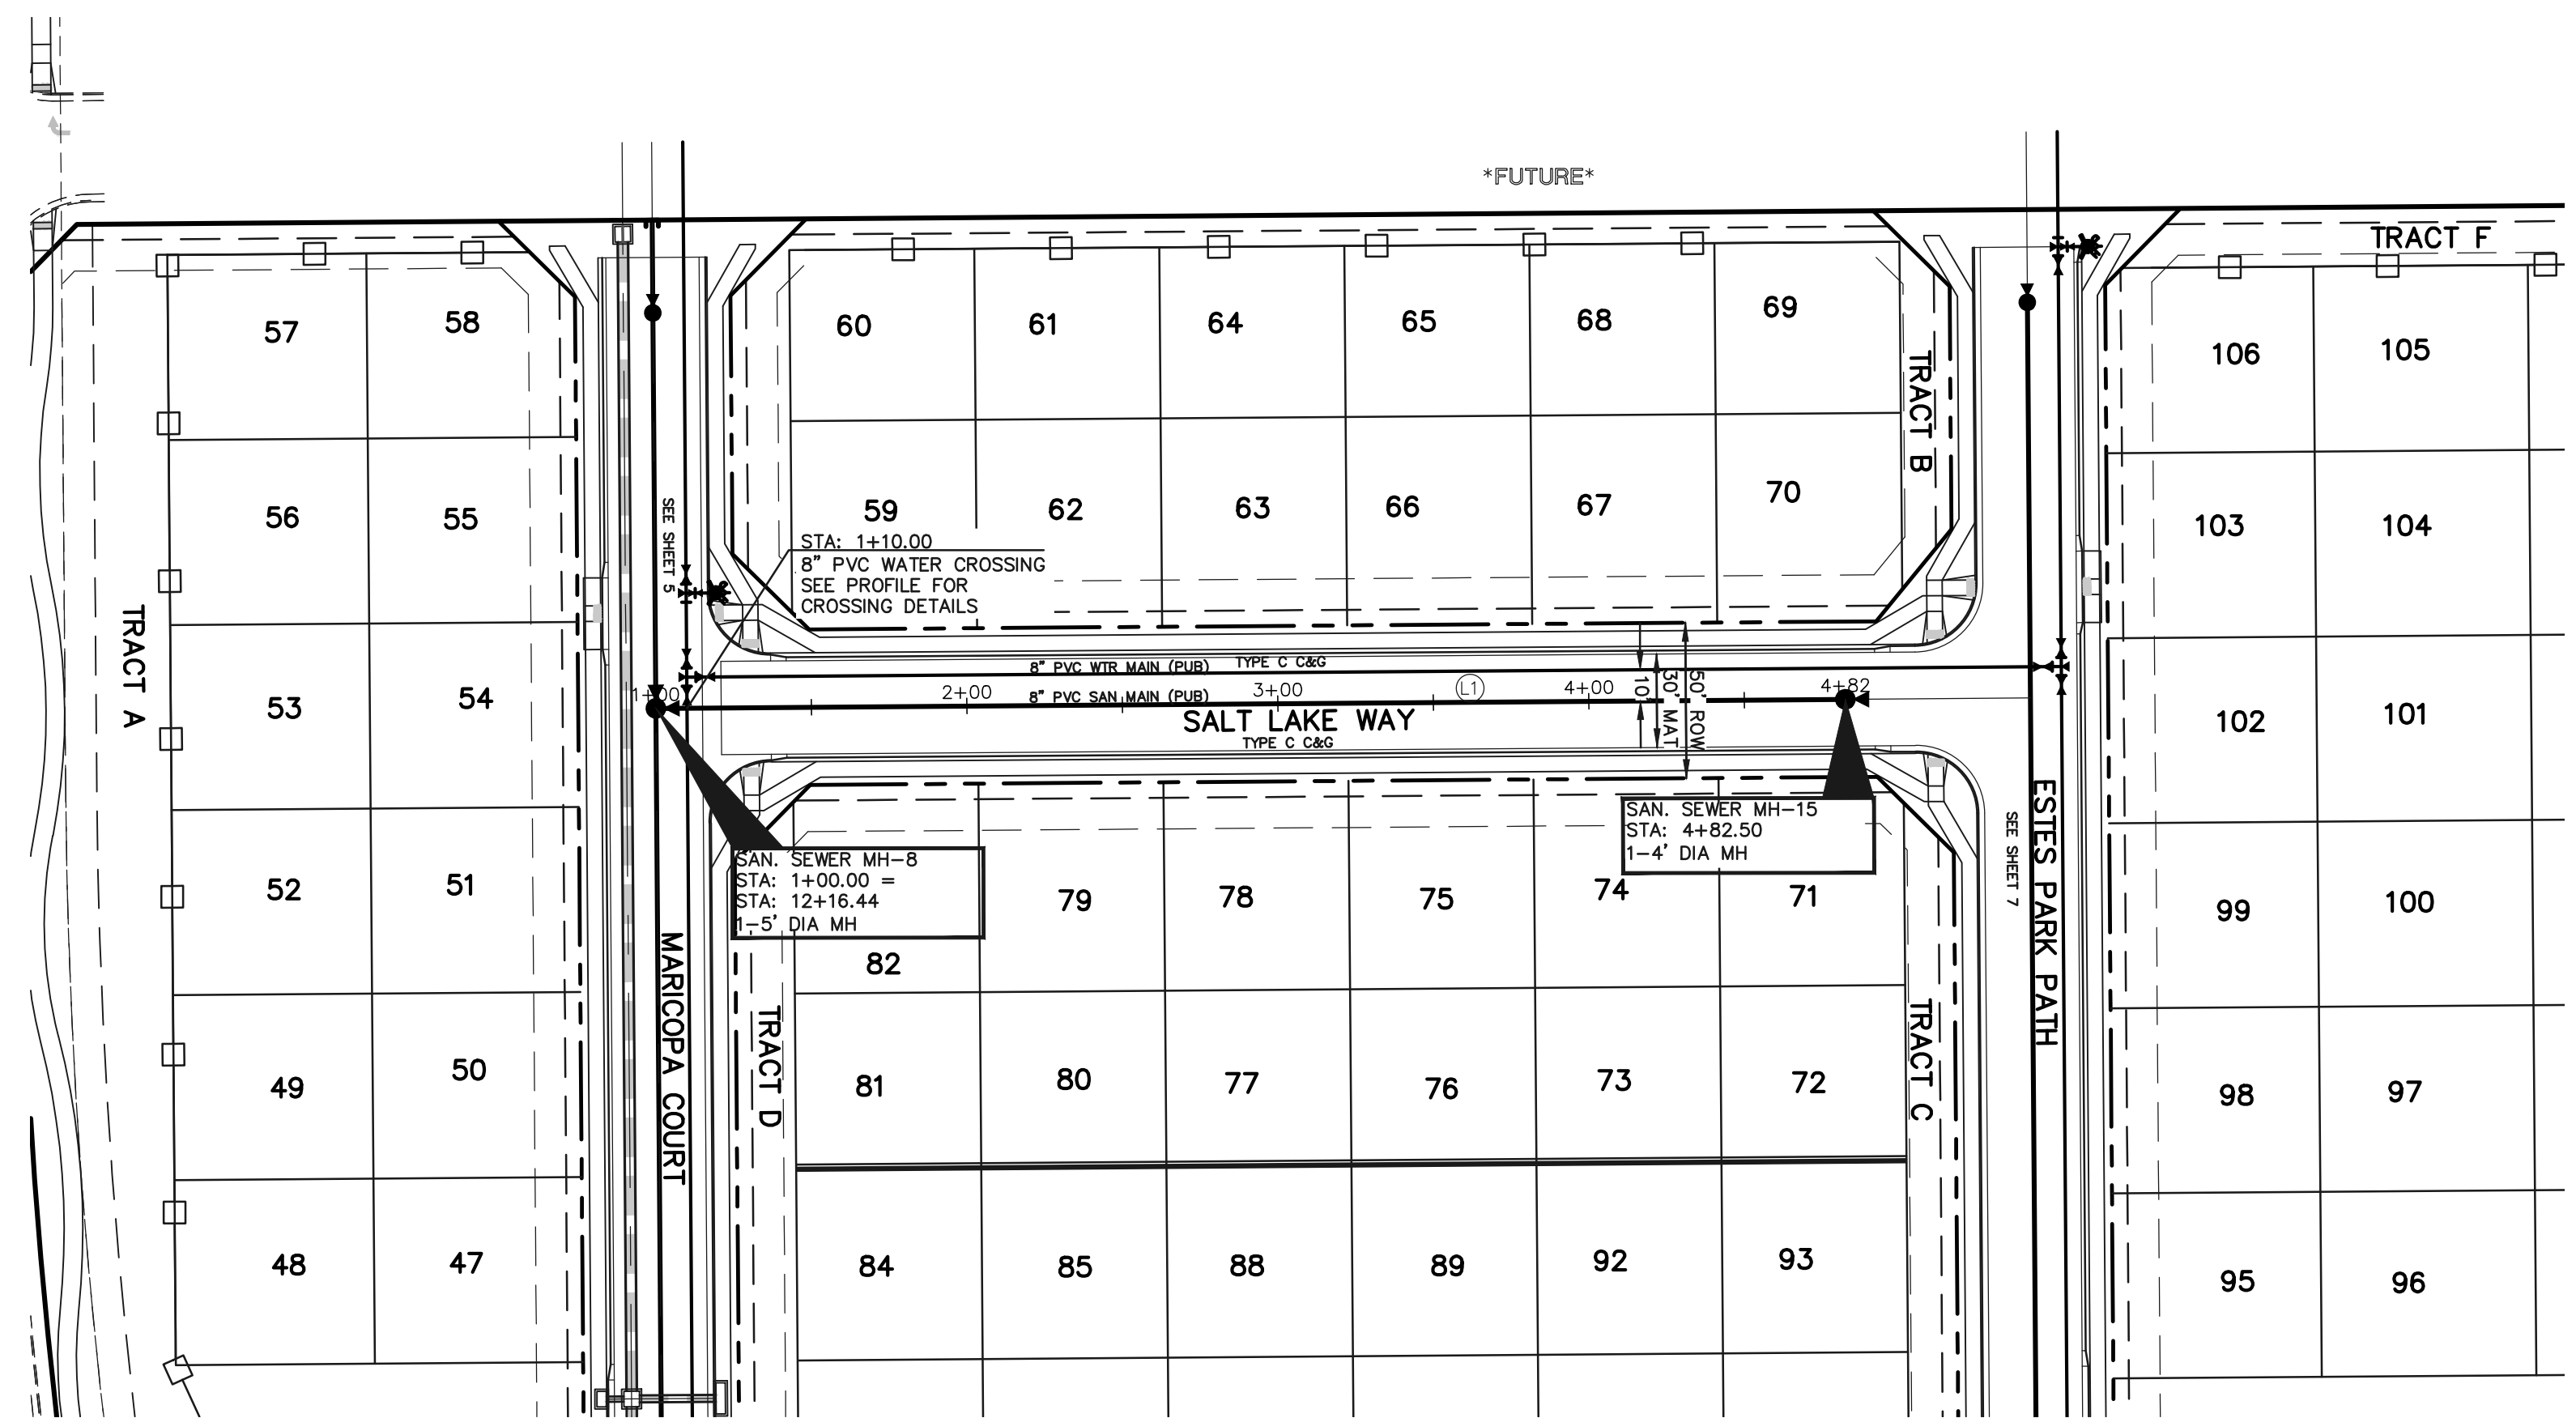 *FUTURE*
TRACT F
57
58
60
61
64
65
68
69
106
105
TRACT B
56
55
59
62
63
66
67
70
103
104
SEE SHEET 5
STA: 1+10.00
8" PVC WATER CROSSING
SEE PROFILE FOR
CROSSING DETAILS
TRACT A
53
54
8" PVC WTR MAIN (PUB)
TYPE C C&G
1+00
2+00
8" PVC SAN MAIN (PUB)
3+00
L1
4+00
10'
30' MAT
50' ROW
4+82
SALT LAKE WAY
TYPE C C&G
102
101
SAN. SEWER MH-15
STA: 4+82.50
1-4' DIA MH
SEE SHEET 7
ESTES PARK PATH
SAN. SEWER MH-8
STA: 1+00.00 =
STA: 12+16.44
1-5' DIA MH
52
51
79
78
75
74
71
99
100
82
MARICOPA COURT
TRACT D
TRACT C
49
50
81
80
77
76
73
72
98
97
48
47
84
85
88
89
92
93
95
96